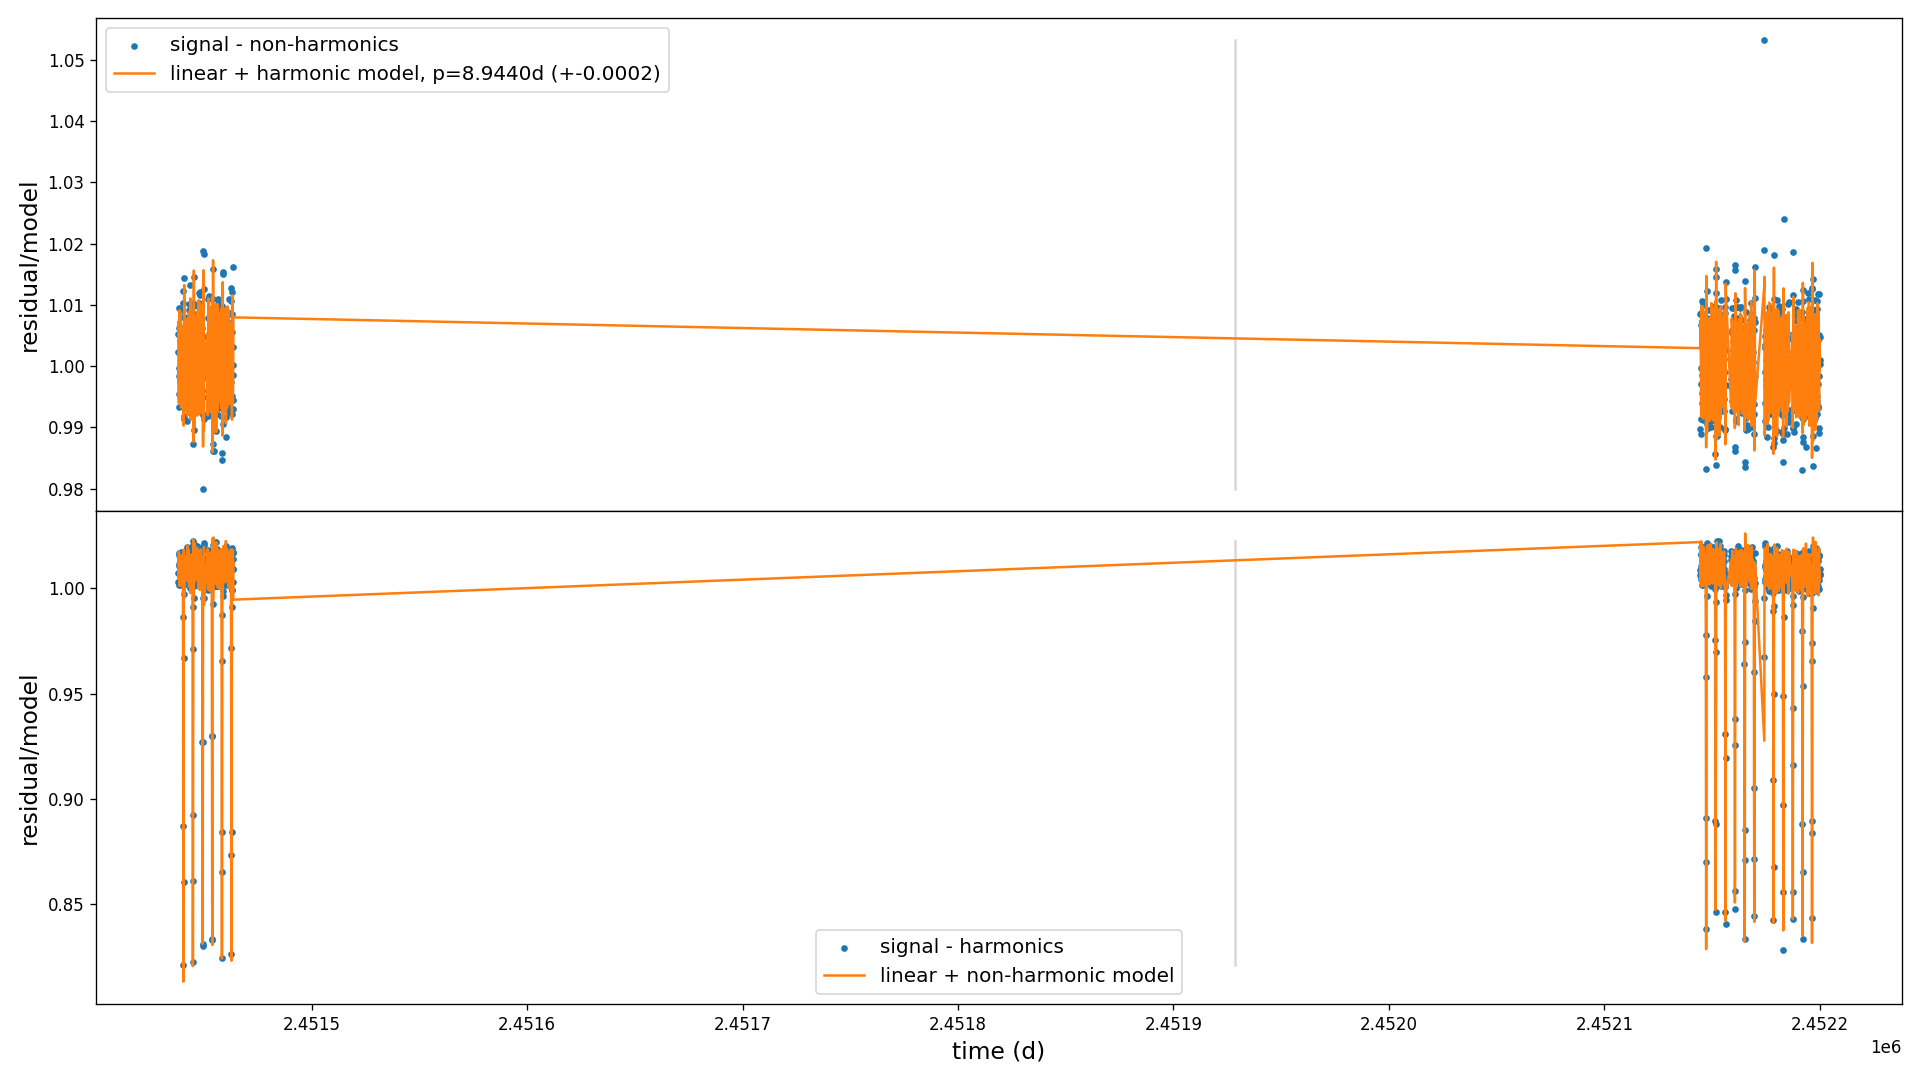 signal - non-harmonics
linear + harmonic model, p=8.9440d (+-0.0002)
residual/model
1.05
1.04
1.03
1.02
1.01
1.00
0.99
0.98
residual/model
1.00
0.95
0.90
0.85
signal - harmonics
linear + non-harmonic model
2.4515
2.4516
2.4517
2.4518
2.4519
2.4520
2.4521
2.4522
time (d)
1e6